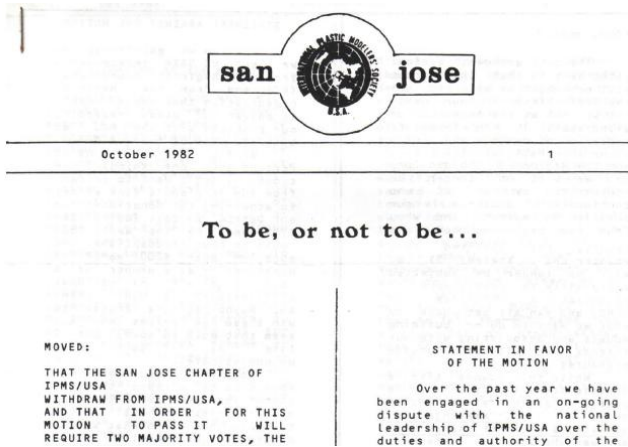 san jose
INTERNATIONAL PLASTIC MODELERS' SOCIETY
U.S.A.
October 1982 1
To be, or not to be...
MOVED:
THAT THE SAN JOSE CHAPTER OF
IPMS/USA
WITHDRAW FROM IPMS/USA,
AND THAT IN ORDER FOR THIS
MOTION TO PASS IT WILL
REQUIRE TWO MAJORITY VOTES, THE
STATEMENT IN FAVOR
OF THE MOTION
Over the past year we have
been engaged in an on-going
dispute with the national
leadership of IPMS/USA over the
duties and authority of the